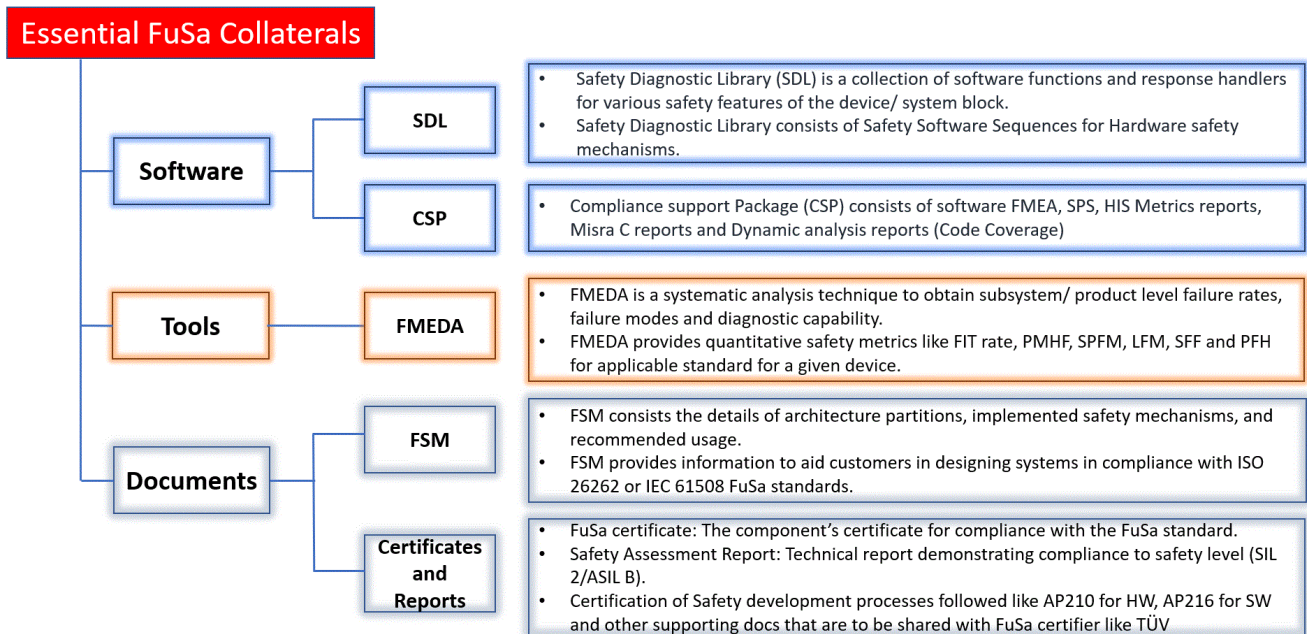 Essential FuSa Collaterals
Software
SDL
• Safety Diagnostic Library (SDL) is a collection of software functions and response handlers
for various safety features of the device/ system block.
• Safety Diagnostic Library consists of Safety Software Sequences for Hardware safety
mechanisms.
CSP
• Compliance support Package (CSP) consists of software FMEA, SPS, HIS Metrics reports,
Misra C reports and Dynamic analysis reports (Code Coverage)
Tools
FMEDA
• FMEDA is a systematic analysis technique to obtain subsystem/ product level failure rates,
failure modes and diagnostic capability.
• FMEDA provides quantitative safety metrics like FIT rate, PMHF, SPFM, LFM, SFF and PFH
for applicable standard for a given device.
Documents
FSM
• FSM consists the details of architecture partitions, implemented safety mechanisms, and
recommended usage.
• FSM provides information to aid customers in designing systems in compliance with ISO
26262 or IEC 61508 FuSa standards.
Certificates
and
Reports
• FuSa certificate: The component’s certificate for compliance with the FuSa standard.
• Safety Assessment Report: Technical report demonstrating compliance to safety level (SIL
2/ASIL B).
• Certification of Safety development processes followed like AP210 for HW, AP216 for SW
and other supporting docs that are to be shared with FuSa certifier like TÜV